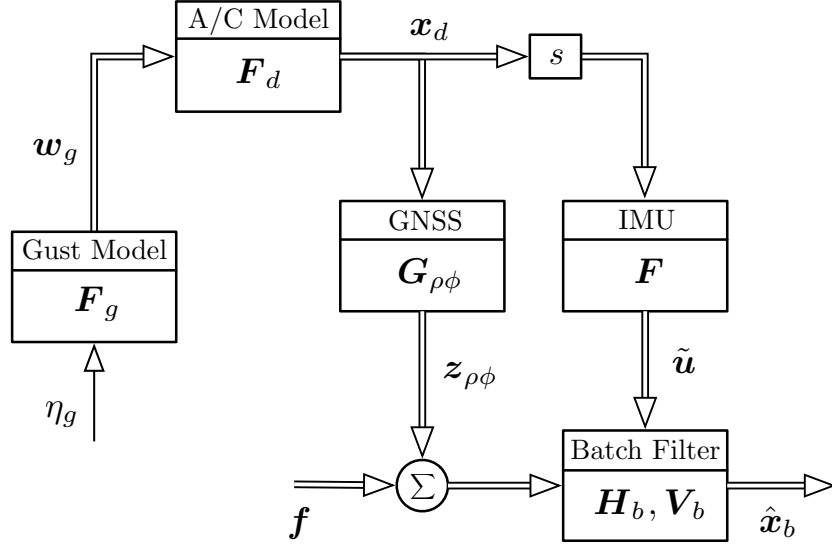 A/C Model
F_d
x_d
s
w_g
Gust Model
F_g
η_g
GNSS
G_ρϕ
IMU
F
z_ρϕ
ũ
f
Σ
Batch Filter
H_b, V_b
x̂_b